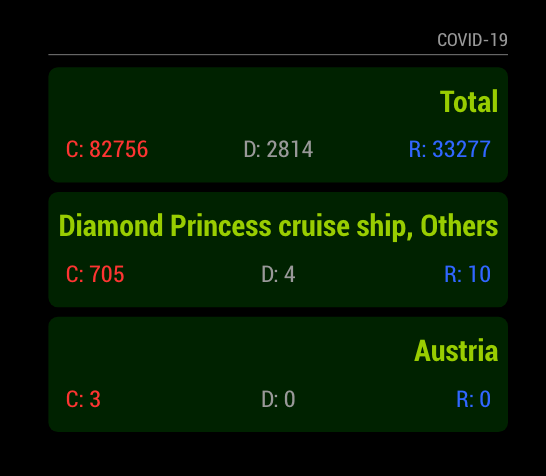 COVID-19
Total
C: 82756 D: 2814 R: 33277
Diamond Princess cruise ship, Others
C: 705 D: 4 R: 10
Austria
C: 3 D: 0 R: 0